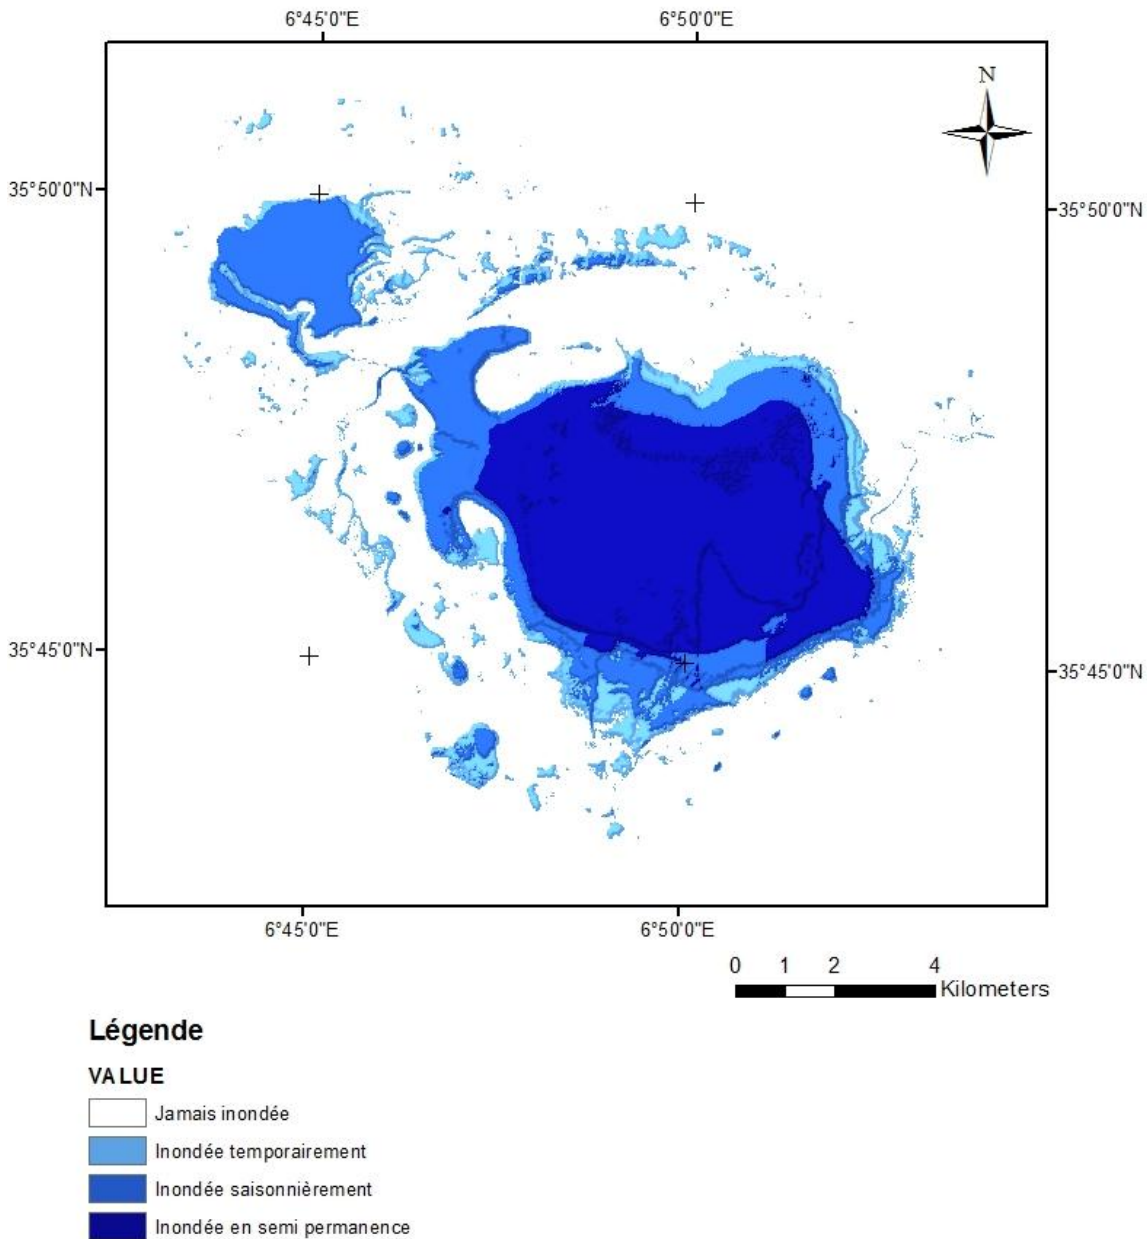 6°45'0"E 6°50'0"E
N
35°50'0"N
35°50'0"N
35°45'0"N
35°45'0"N
6°45'0"E 6°50'0"E
0 1 2 4
Kilometers
Légende
VALUE
Jamais inondée
Inondée temporairement
Inondée saisonnièrement
Inondée en semi permanence